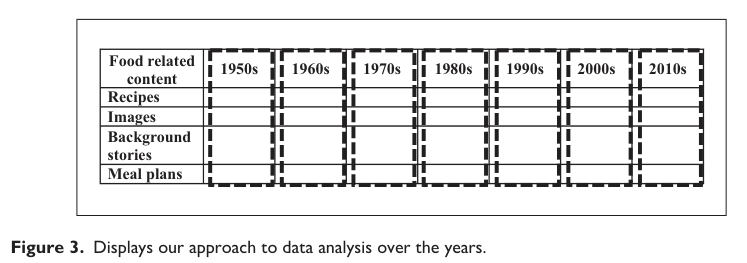 Food related content 1950s 1960s 1970s 1980s 1990s 2000s 2010s
Recipes
Images
Background stories
Meal plans
Figure 3. Displays our approach to data analysis over the years.